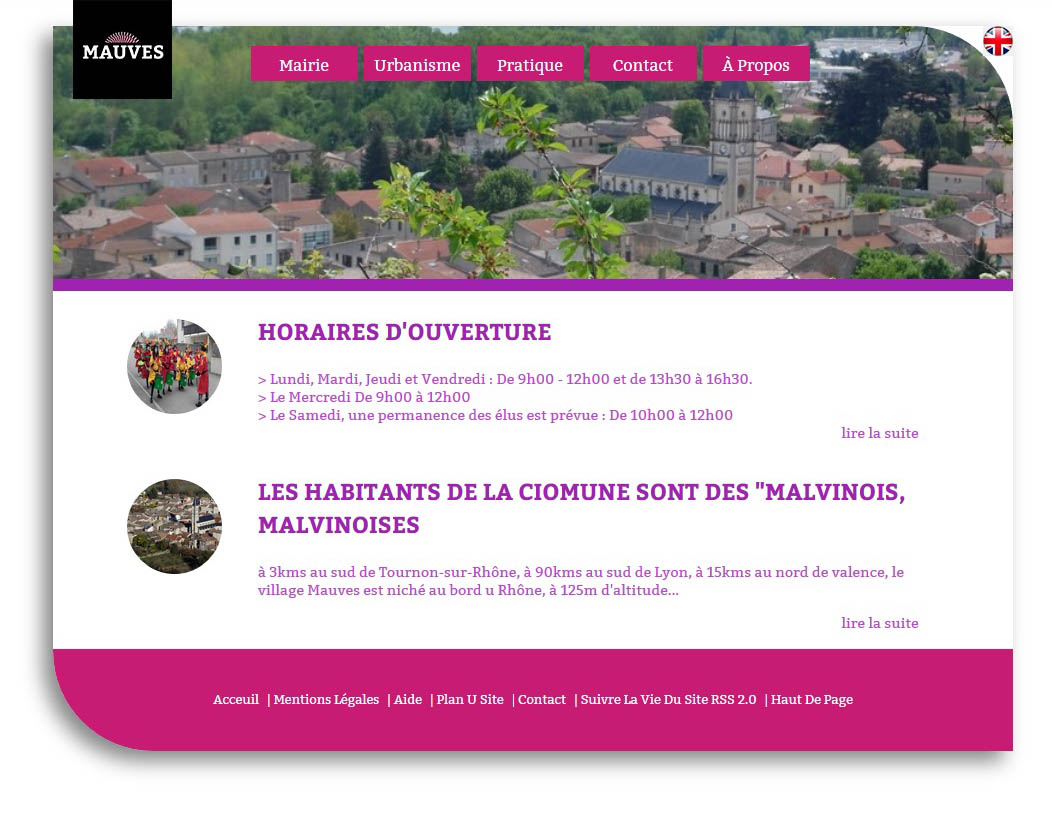 MAUVES
Mairie
Urbanisme
Pratique
Contact
À Propos
HORAIRES D'OUVERTURE
> Lundi, Mardi, Jeudi et Vendredi : De 9h00 - 12h00 et de 13h30 à 16h30.
> Le Mercredi De 9h00 à 12h00
> Le Samedi, une permanence des élus est prévue : De 10h00 à 12h00
lire la suite
LES HABITANTS DE LA CIOMUNE SONT DES "MALVINOIS,
MALVINOISES
à 3kms au sud de Tournon-sur-Rhône, à 90kms au sud de Lyon, à 15kms au nord de valence, le
village Mauves est niché au bord u Rhône, à 125m d'altitude...
lire la suite
Acceuil | Mentions Légales | Aide | Plan U Site | Contact | Suivre La Vie Du Site RSS 2.0 | Haut De Page